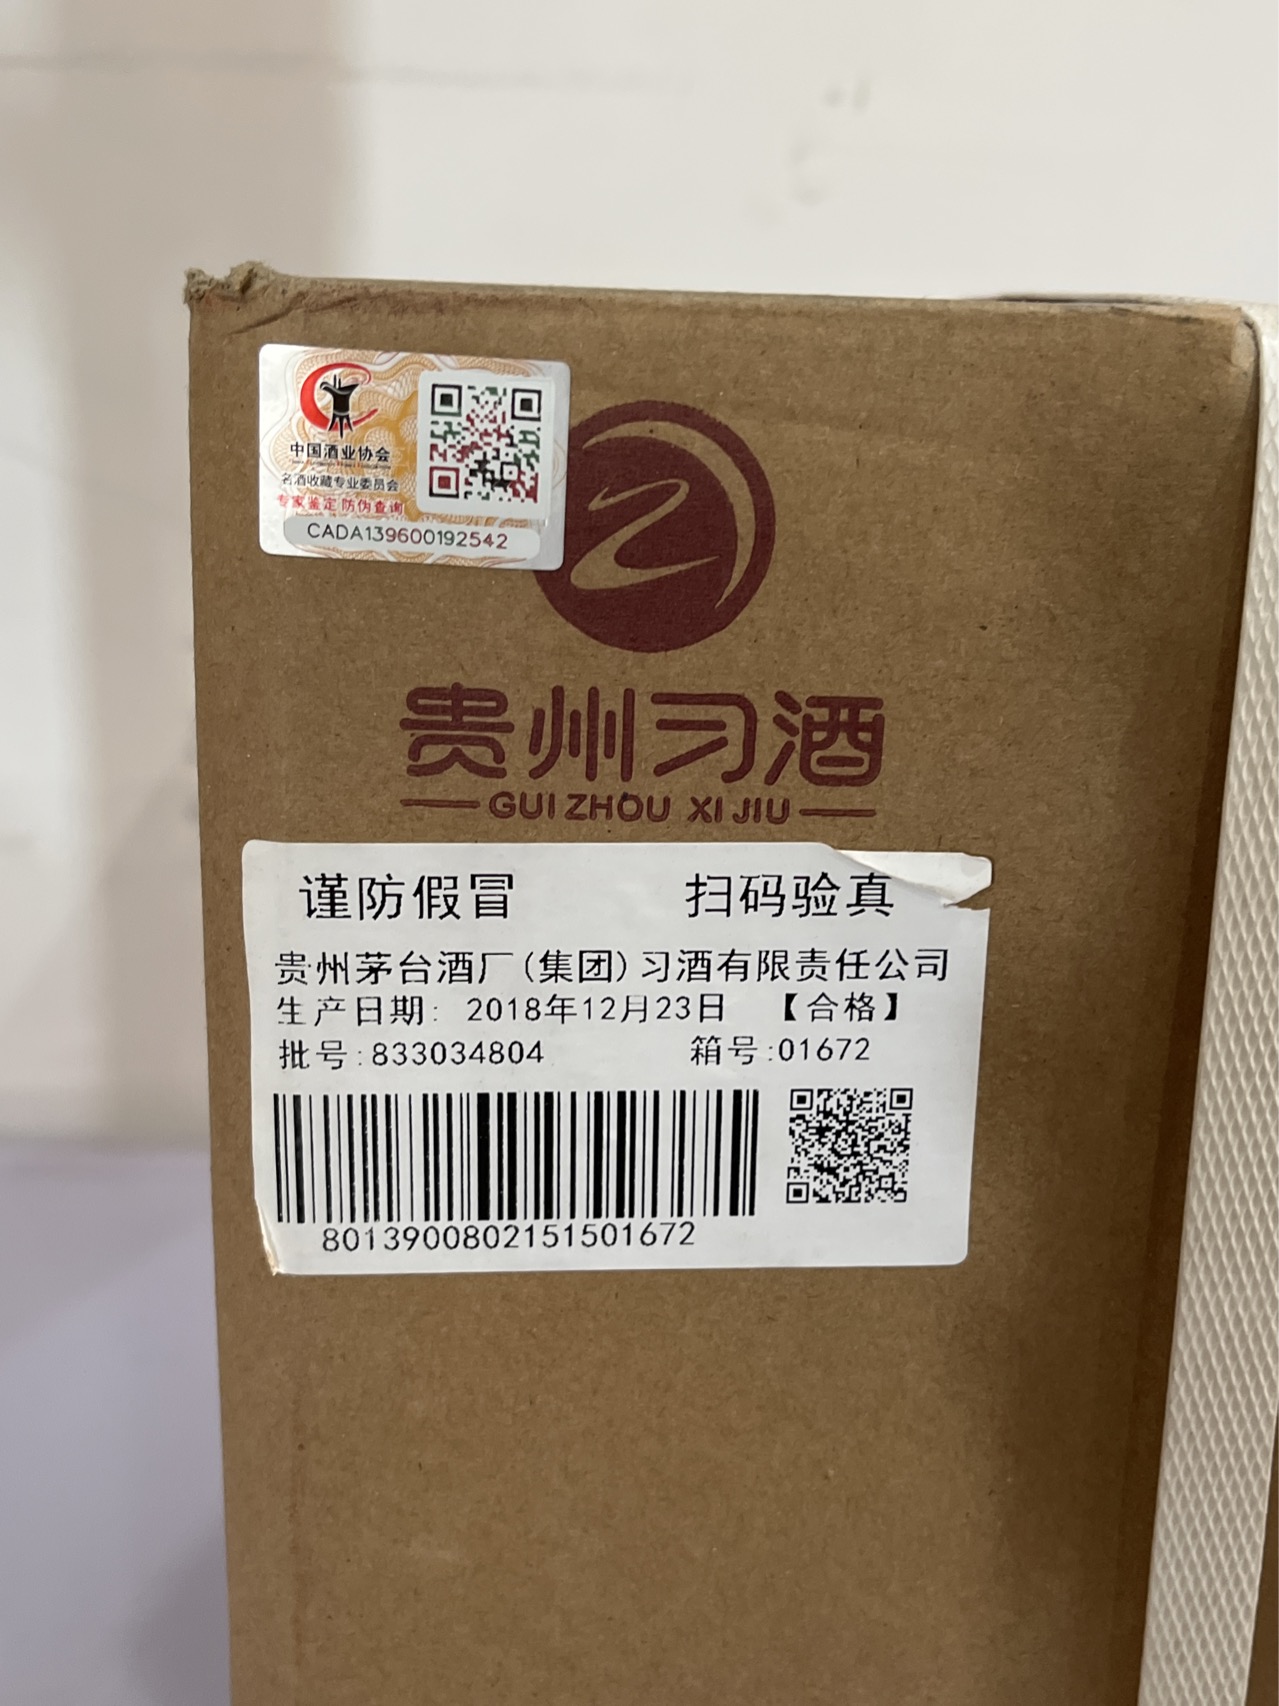 中国酒业协会
名酒收藏专业委员会
专家鉴定 防伪查询
CADA139600192542
贵州习酒
GUI ZHOU XI JIU
谨防假冒 扫码验真
贵州茅台酒厂(集团)习酒有限责任公司
生产日期: 2018年12月23日 【合格】
批号:833034804 箱号:01672
8013900802151501672